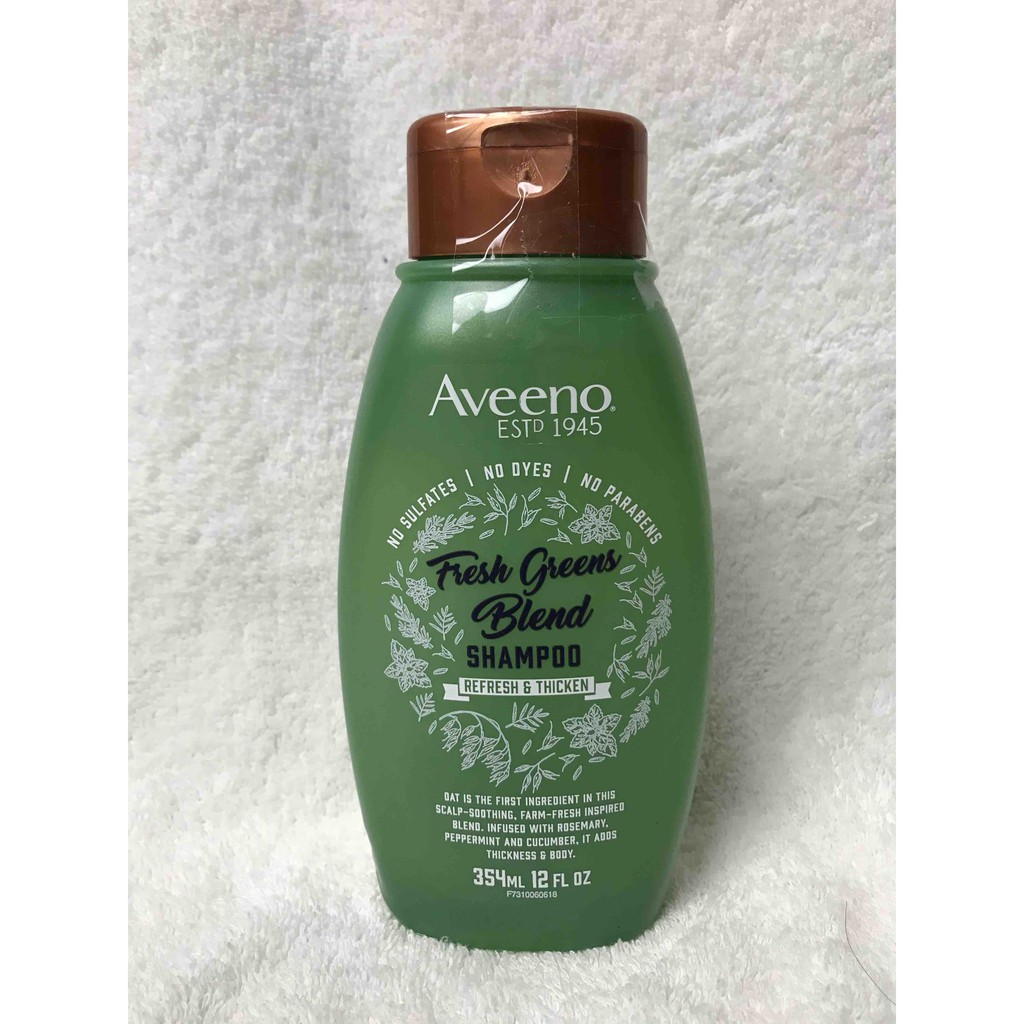 Aveeno®
ESTD 1945
NO SULFATES | NO DYES | NO PARABENS
Fresh Greens
Blend
SHAMPOO
REFRESH & THICKEN
OAT IS THE FIRST INGREDIENT IN THIS
SCALP-SOOTHING, FARM-FRESH INSPIRED
BLEND. INFUSED WITH ROSEMARY,
PEPPERMINT AND CUCUMBER, IT ADDS
THICKNESS & BODY.
354ML 12 FL OZ
F7310060618